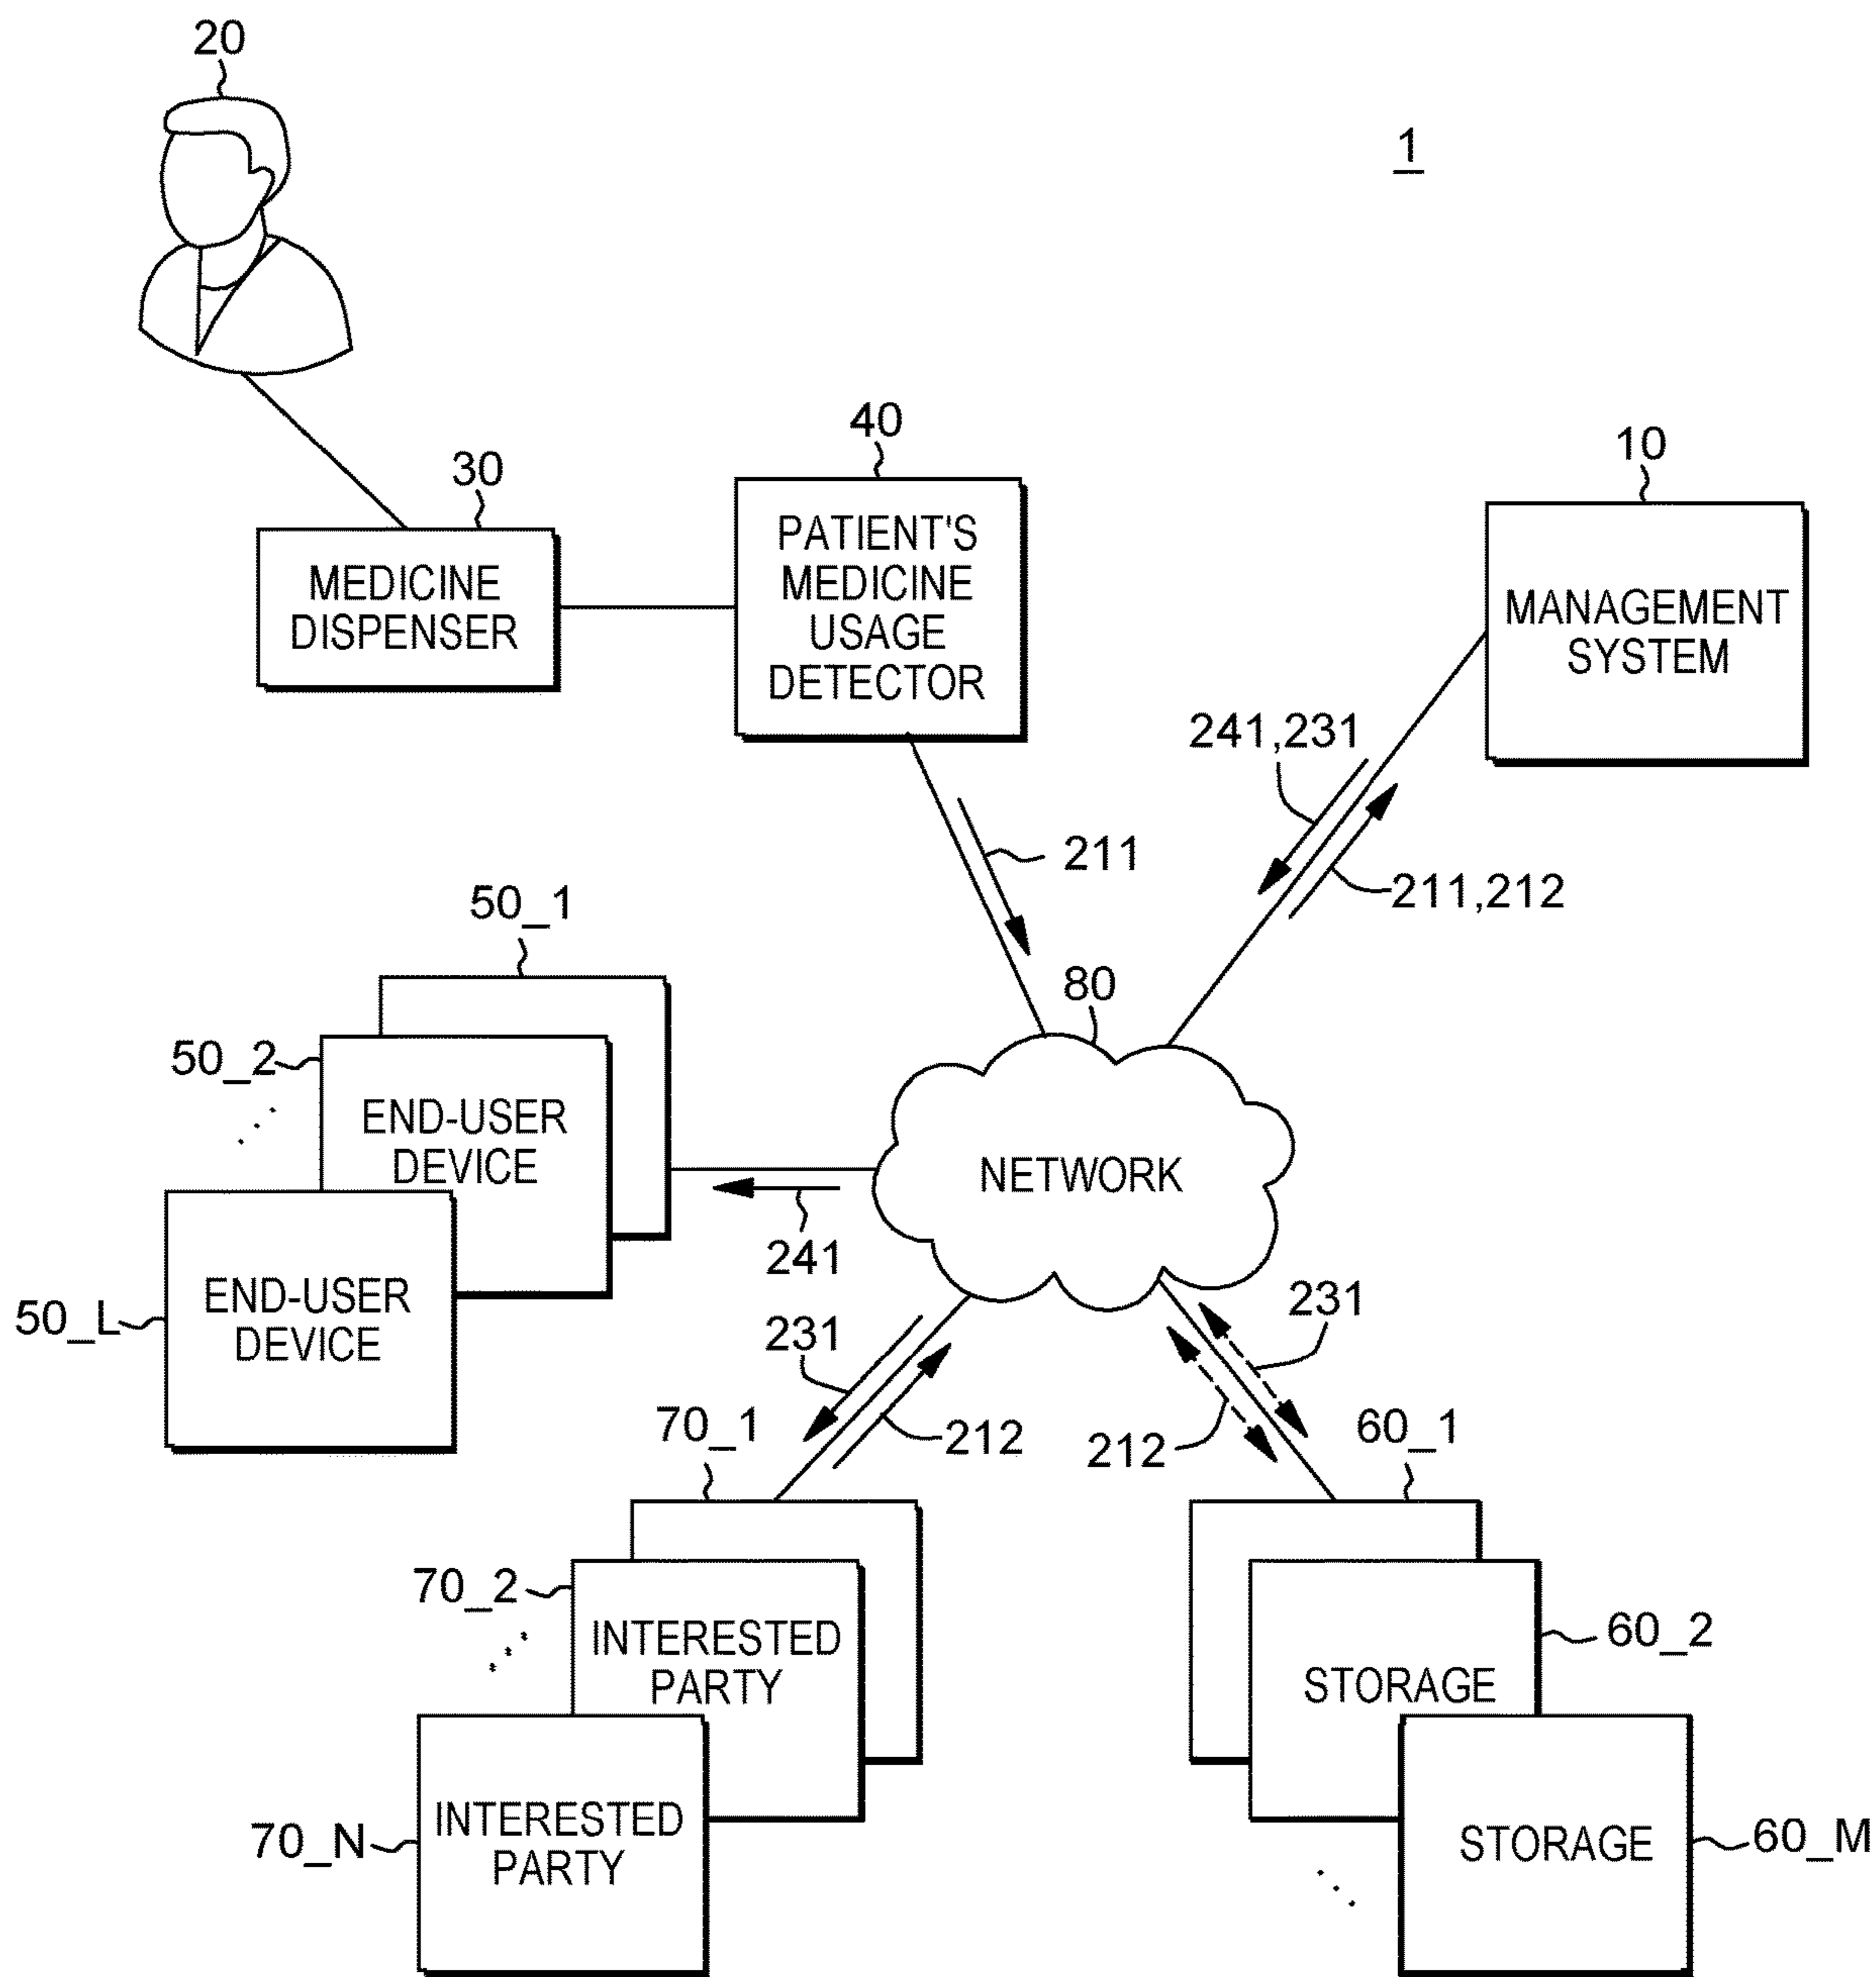 20
1
40
10
30
PATIENT'S
MEDICINE
USAGE
DETECTOR
MEDICINE
DISPENSER
MANAGEMENT
SYSTEM
241,231
211
211,212
50_1
80
50_2
END-USER
DEVICE
NETWORK
241
50_L
END-USER
DEVICE
231
231
70_1
212
212
60_1
70_2
INTERESTED
PARTY
60_2
STORAGE
70_N
INTERESTED
PARTY
STORAGE
60_M